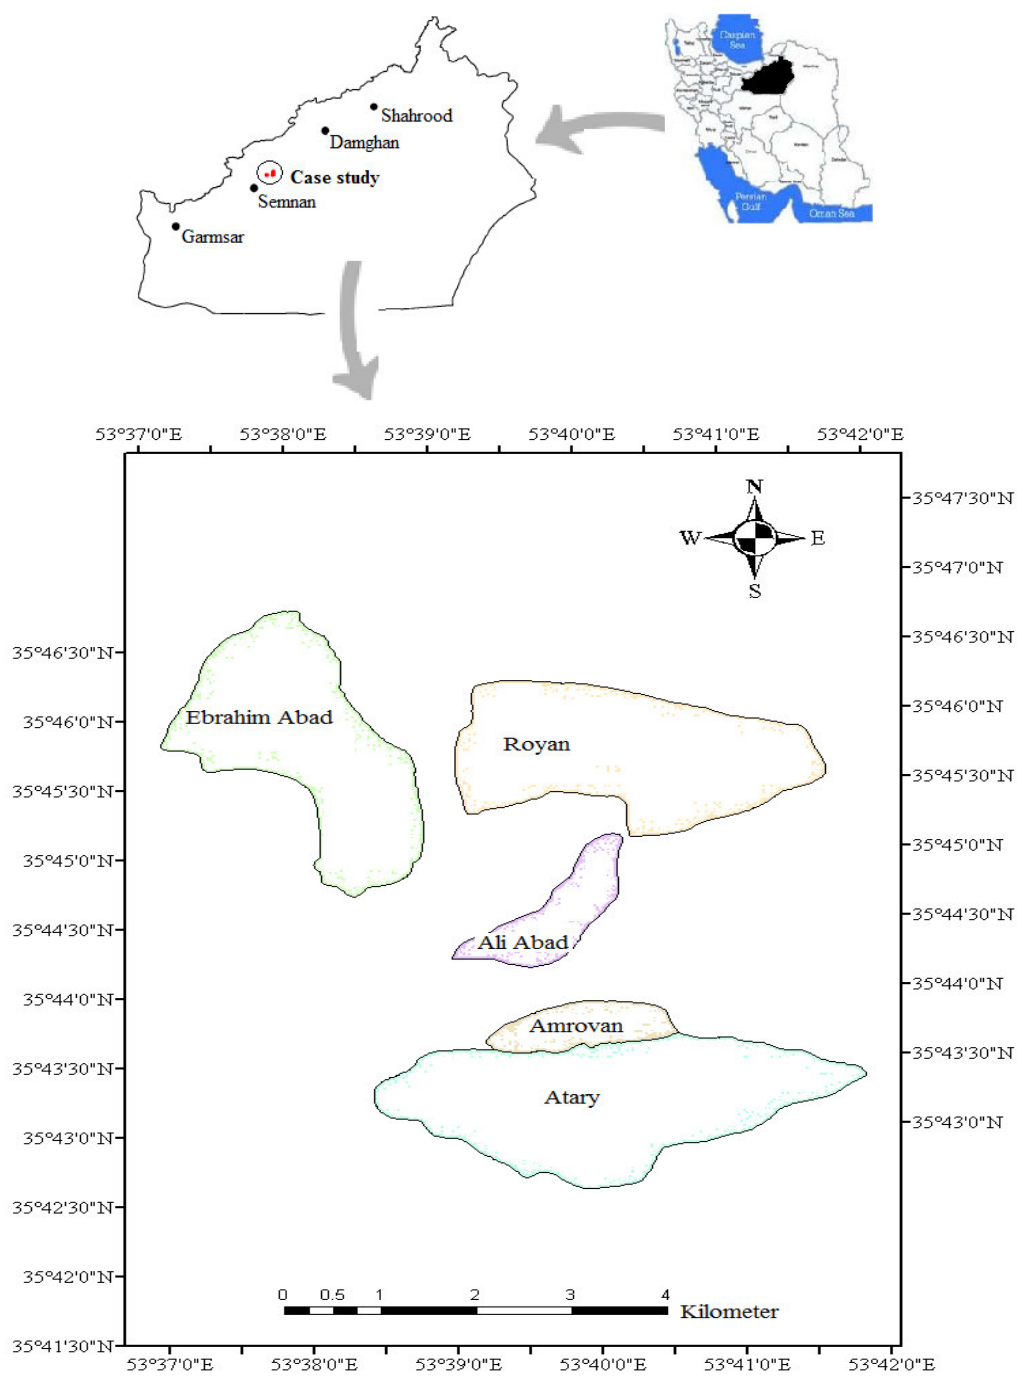 Caspian
Sea
Persian
Gulf
Oman Sea
Shahrood
Damghan
Case study
Semnan
Garmsar
53°37'0"E 53°38'0"E 53°39'0"E 53°40'0"E 53°41'0"E 53°42'0"E
N
W E
S
35°47'30"N
35°47'0"N
35°46'30"N
35°46'0"N
35°45'30"N
35°45'0"N
35°44'30"N
35°44'0"N
35°43'30"N
35°43'0"N
35°46'30"N
35°46'0"N
35°45'30"N
35°45'0"N
35°44'30"N
35°44'0"N
35°43'30"N
35°43'0"N
35°42'30"N
35°42'0"N
35°41'30"N
Ebrahim Abad
Royan
Ali Abad
Amrovan
Atary
0 0.5 1 2 3 4
Kilometer
53°37'0"E 53°38'0"E 53°39'0"E 53°40'0"E 53°41'0"E 53°42'0"E